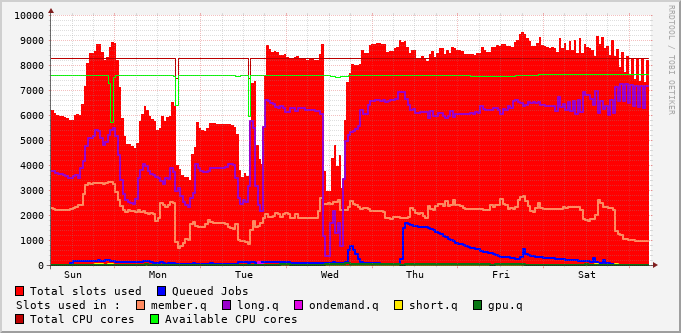 10000
9000
8000
7000
6000
5000
4000
3000
2000
1000
0
Sun Mon Tue Wed Thu Fri Sat
Total slots used Queued Jobs
Slots used in : member.q long.q ondemand.q short.q gpu.q
Total CPU cores Available CPU cores
RRDTOOL / TOBI OETIKER